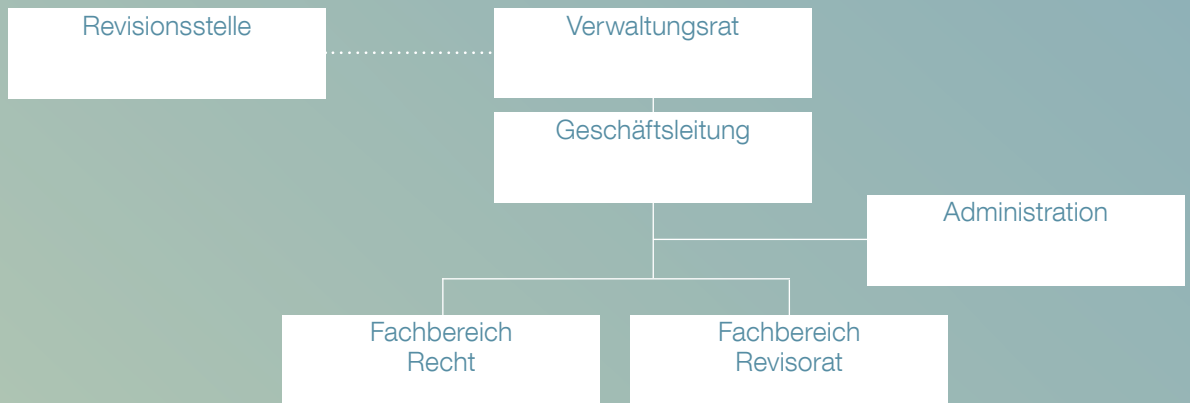 Revisionsstelle
Verwaltungsrat
Geschäftsleitung
Administration
Fachbereich
Recht
Fachbereich
Revisorat